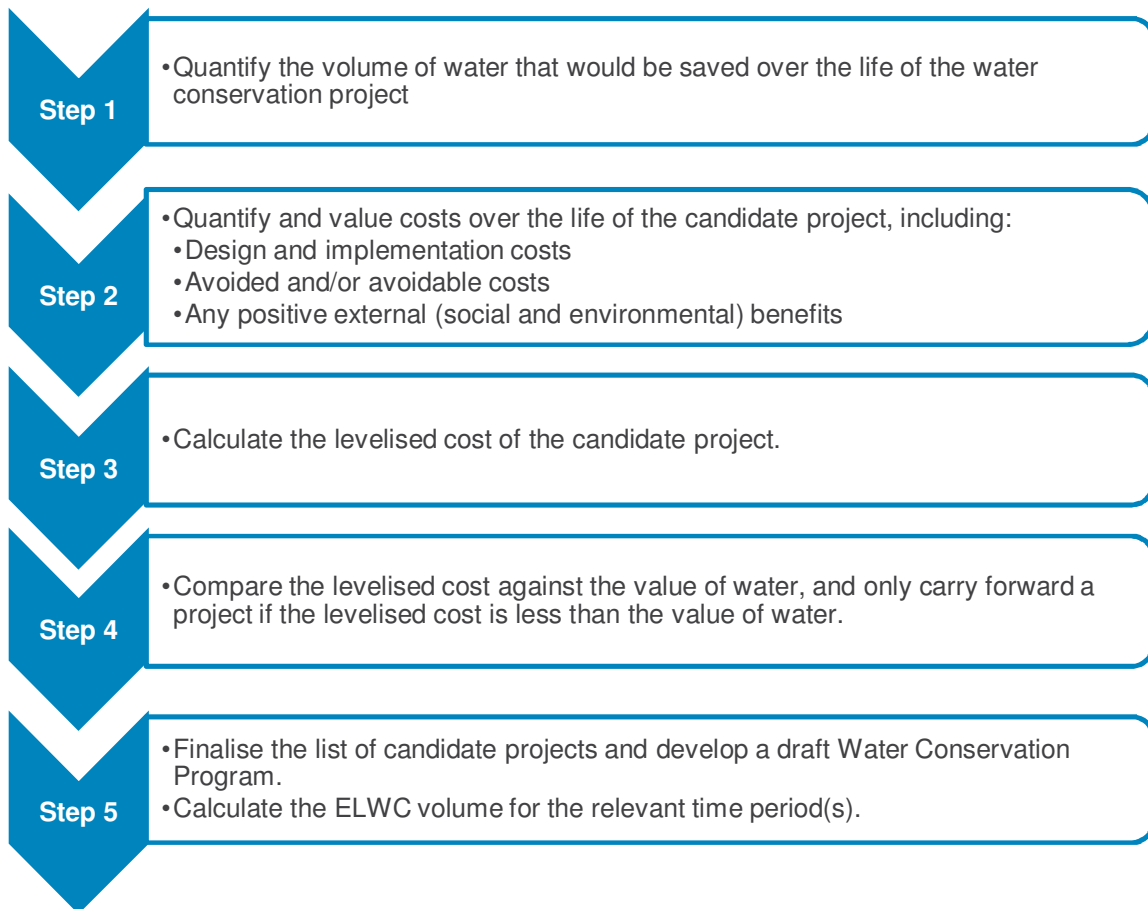 Step 1
•Quantify the volume of water that would be saved over the life of the water
conservation project
Step 2
•Quantify and value costs over the life of the candidate project, including:
•Design and implementation costs
•Avoided and/or avoidable costs
•Any positive external (social and environmental) benefits
Step 3
•Calculate the levelised cost of the candidate project.
Step 4
•Compare the levelised cost against the value of water, and only carry forward a
project if the levelised cost is less than the value of water.
Step 5
•Finalise the list of candidate projects and develop a draft Water Conservation
Program.
•Calculate the ELWC volume for the relevant time period(s).